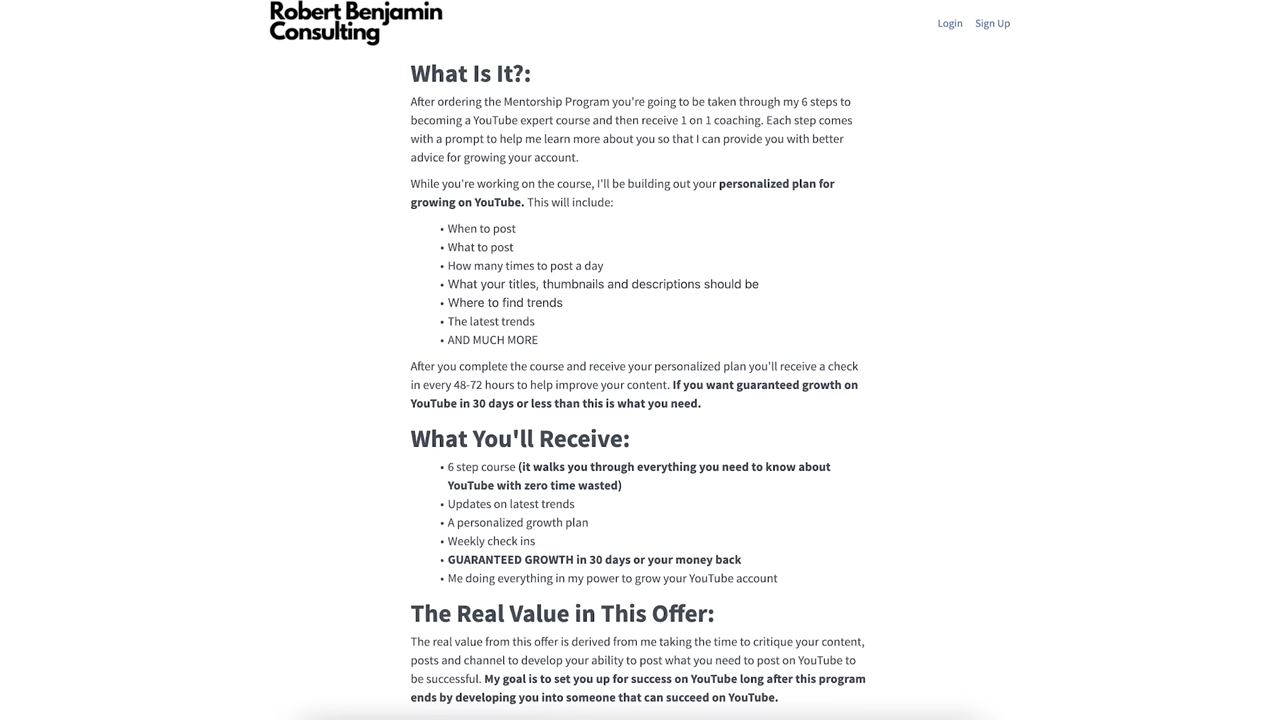 Robert Benjamin
Consulting
Login Sign Up
What Is It?:
After ordering the Mentorship Program you're going to be taken through my 6 steps to
becoming a YouTube expert course and then receive 1 on 1 coaching. Each step comes
with a prompt to help me learn more about you so that I can provide you with better
advice for growing your account.
While you're working on the course, I'll be building out your personalized plan for
growing on YouTube. This will include:
• When to post
• What to post
• How many times to post a day
• What your titles, thumbnails and descriptions should be
• Where to find trends
• The latest trends
• AND MUCH MORE
After you complete the course and receive your personalized plan you'll receive a check
in every 48-72 hours to help improve your content. If you want guaranteed growth on
YouTube in 30 days or less than this is what you need.
What You'll Receive:
• 6 step course (it walks you through everything you need to know about
YouTube with zero time wasted)
• Updates on latest trends
• A personalized growth plan
• Weekly check ins
• GUARANTEED GROWTH in 30 days or your money back
• Me doing everything in my power to grow your YouTube account
The Real Value in This Offer:
The real value from this offer is derived from me taking the time to critique your content,
posts and channel to develop your ability to post what you need to post on YouTube to
be successful. My goal is to set you up for success on YouTube long after this program
ends by developing you into someone that can succeed on YouTube.